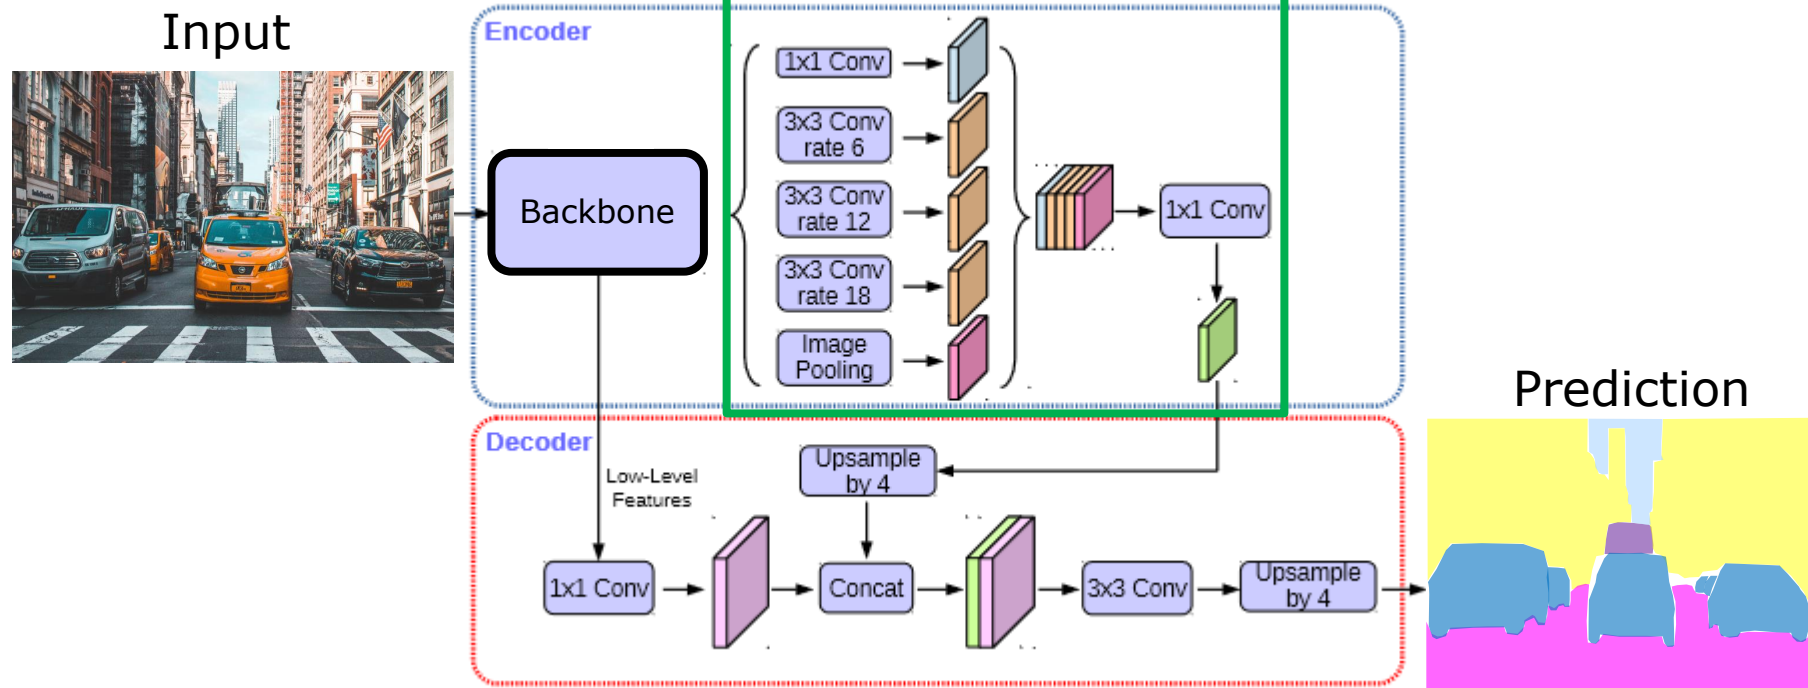 Input
Encoder
Backbone
1x1 Conv
3x3 Conv
rate 6
3x3 Conv
rate 12
3x3 Conv
rate 18
Image
Pooling
1x1 Conv
Decoder
Low-Level
Features
Upsample
by 4
1x1 Conv
Concat
3x3 Conv
Upsample
by 4
Prediction